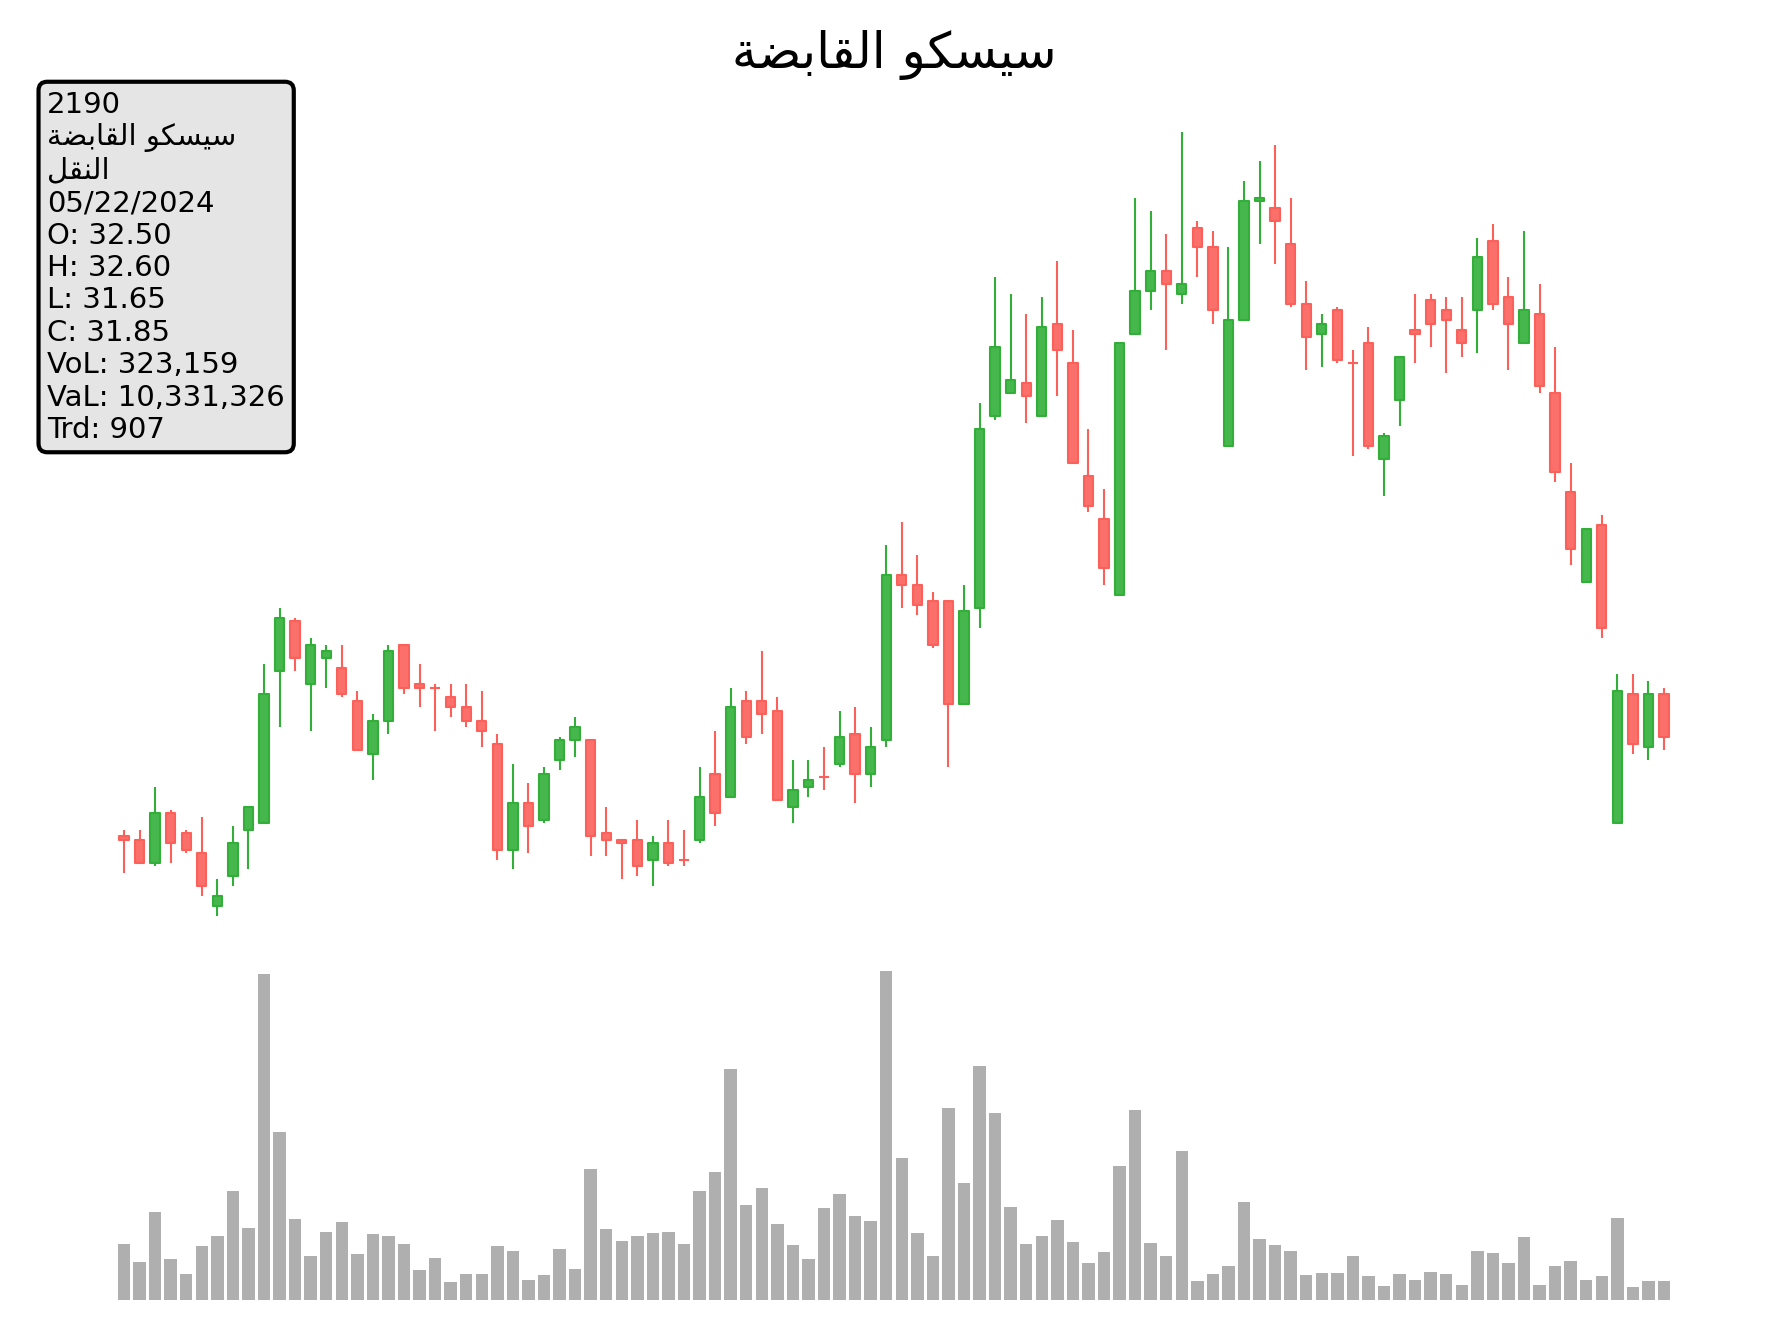 سيسكو القابضة
2190
سيسكو القابضة
النقل
05/22/2024
O: 32.50
H: 32.60
L: 31.65
C: 31.85
VoL: 323,159
VaL: 10,331,326
Trd: 907